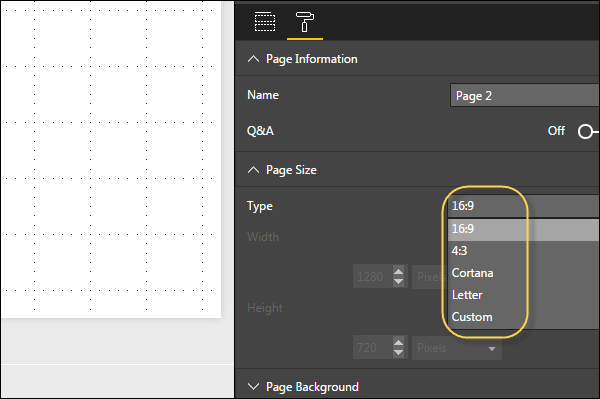 Page Information
Name Page 2
Q&A Off
Page Size
Type 16:9
16:9
Width
4:3
1280 Pixels
Cortana
Letter
Height
Custom
720 Pixels
Page Background